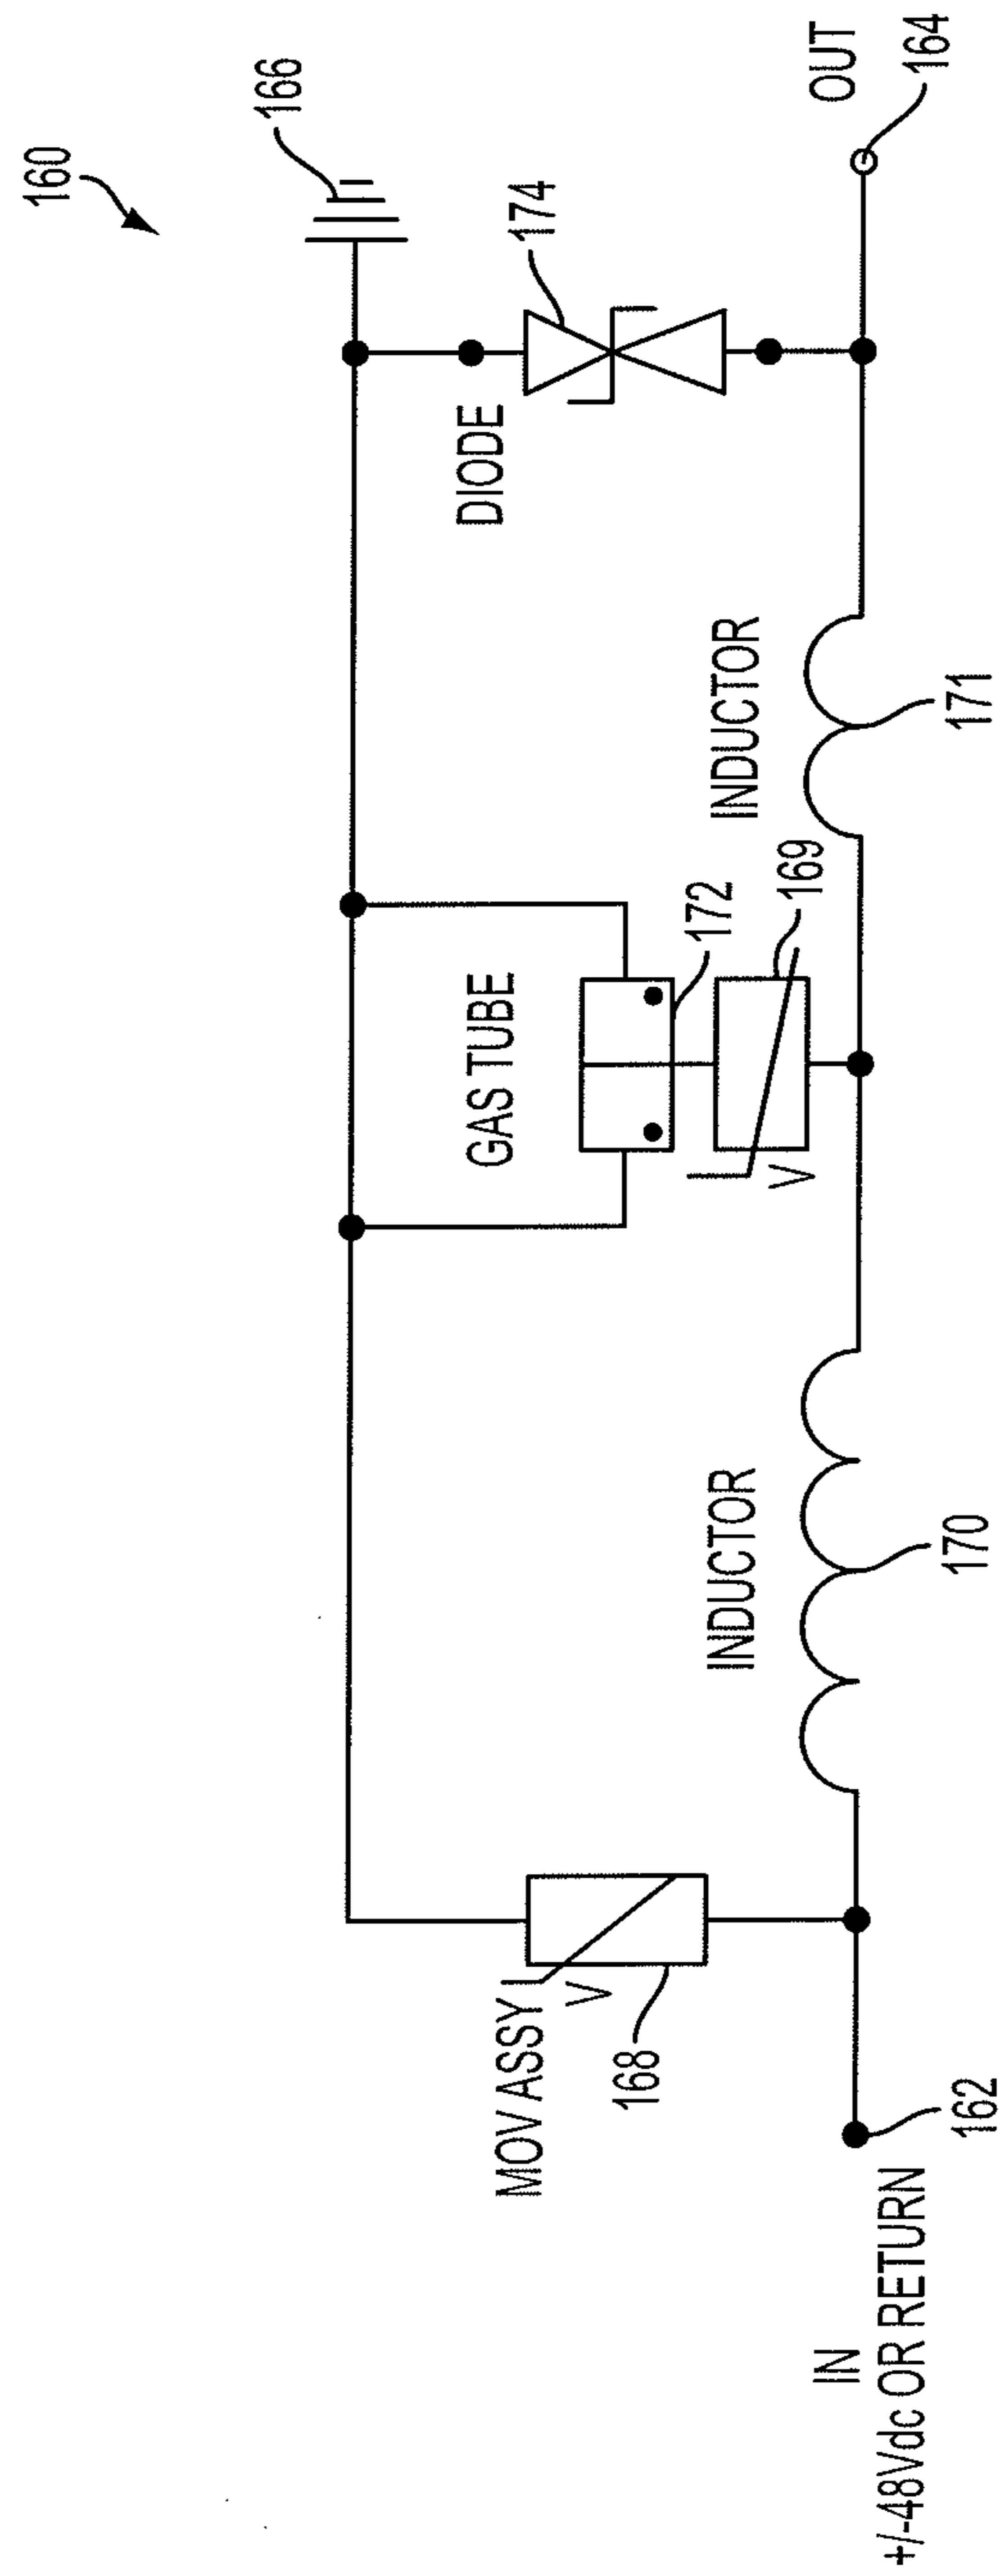 160
166
OUT
164
174
DIODE
INDUCTOR
171
GAS TUBE
172
169
V
INDUCTOR
170
MOV ASSY
V
168
162
IN
+/-48Vdc OR RETURN